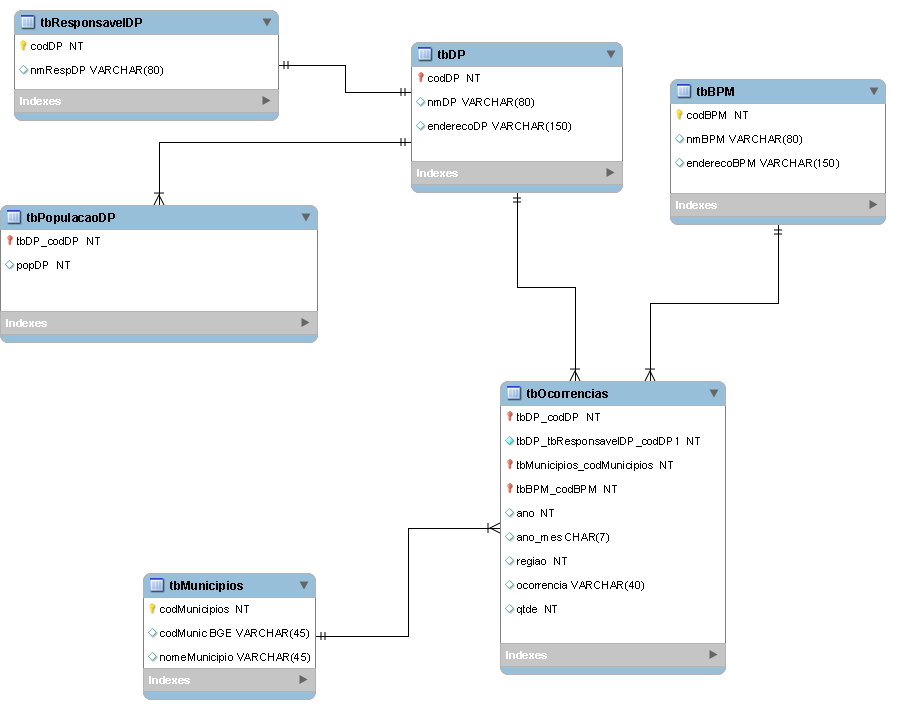 tbResponsavelDP
codDP NT
nmRespDP VARCHAR(80)
Indexes
tbDP
codDP NT
nmDP VARCHAR(80)
enderecoDP VARCHAR(150)
Indexes
tbBPM
codBPM NT
nmBPM VARCHAR(80)
enderecoBPM VARCHAR(150)
Indexes
tbPopulacaoDP
tbDP_codDP NT
popDP NT
Indexes
tbOcorrencias
tbDP_codDP NT
tbDP_tbResponsavelDP_codDP1 NT
tbMunicipios_codMunicipios NT
tbBPM_codBPM NT
ano NT
ano_mes CHAR(7)
regiao NT
ocorrencia VARCHAR(40)
qtde NT
Indexes
tbMunicipios
codMunicipios NT
codMunic BGE VARCHAR(45)
nomeMunicipio VARCHAR(45)
Indexes